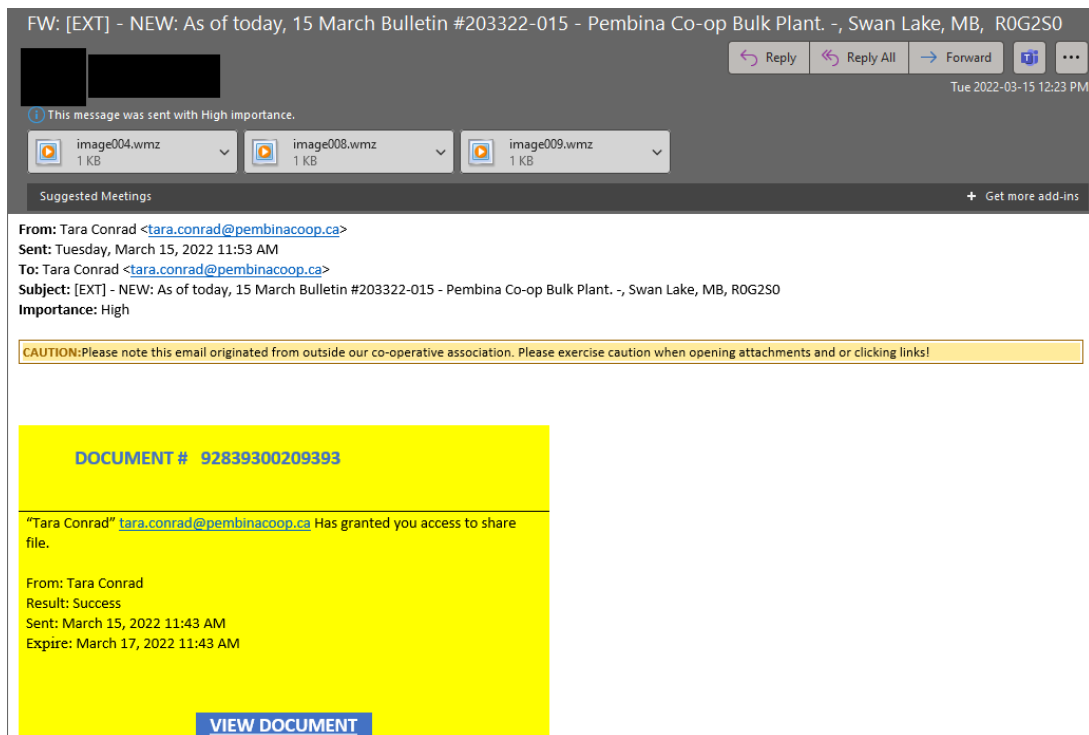 FW: [EXT] - NEW: As of today, 15 March Bulletin #203322-015 - Pembina Co-op Bulk Plant. -, Swan Lake, MB,  R0G2S0
Reply
Reply All
Forward
Tue 2022-03-15 12:23 PM
This message was sent with High importance.
image004.wmz
1 KB
image008.wmz
1 KB
image009.wmz
1 KB
Suggested Meetings
+ Get more add-ins
From: Tara Conrad <tara.conrad@pembinacoop.ca>
Sent: Tuesday, March 15, 2022 11:53 AM
To: Tara Conrad <tara.conrad@pembinacoop.ca>
Subject: [EXT] - NEW: As of today, 15 March Bulletin #203322-015 - Pembina Co-op Bulk Plant. -, Swan Lake, MB, R0G2S0
Importance: High
CAUTION:Please note this email originated from outside our co-operative association. Please exercise caution when opening attachments and or clicking links!
DOCUMENT #  92839300209393
“Tara Conrad” tara.conrad@pembinacoop.ca Has granted you access to share
file.
From: Tara Conrad
Result: Success
Sent: March 15, 2022 11:43 AM
Expire: March 17, 2022 11:43 AM
VIEW DOCUMENT